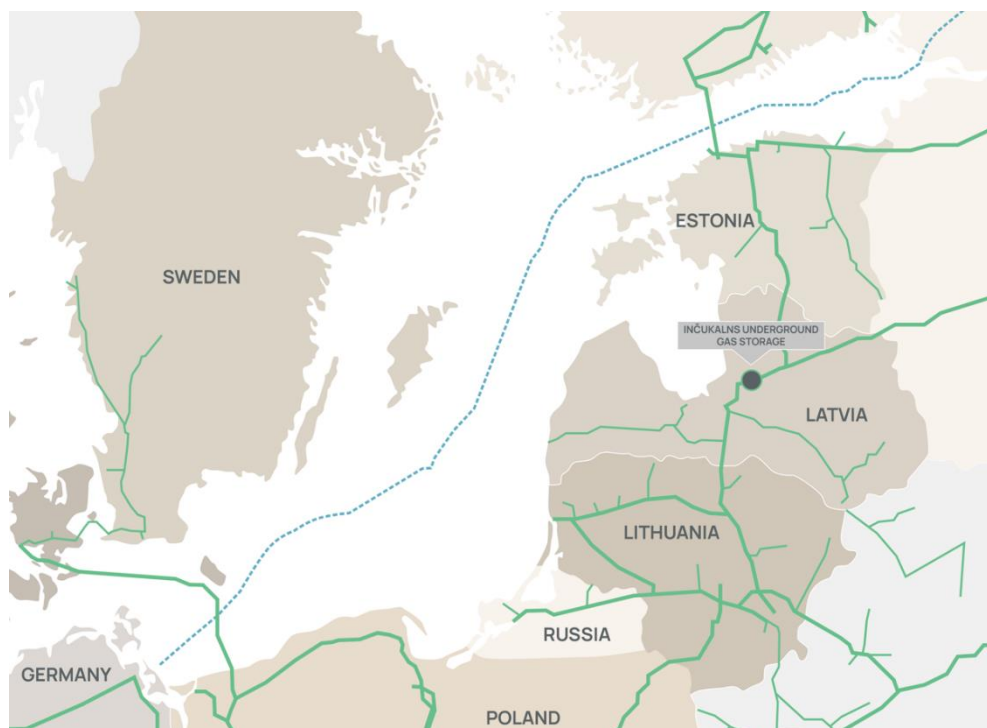 ESTONIA
SWEDEN
INČUKALNS UNDERGROUND
GAS STORAGE
LATVIA
LITHUANIA
RUSSIA
GERMANY
POLAND